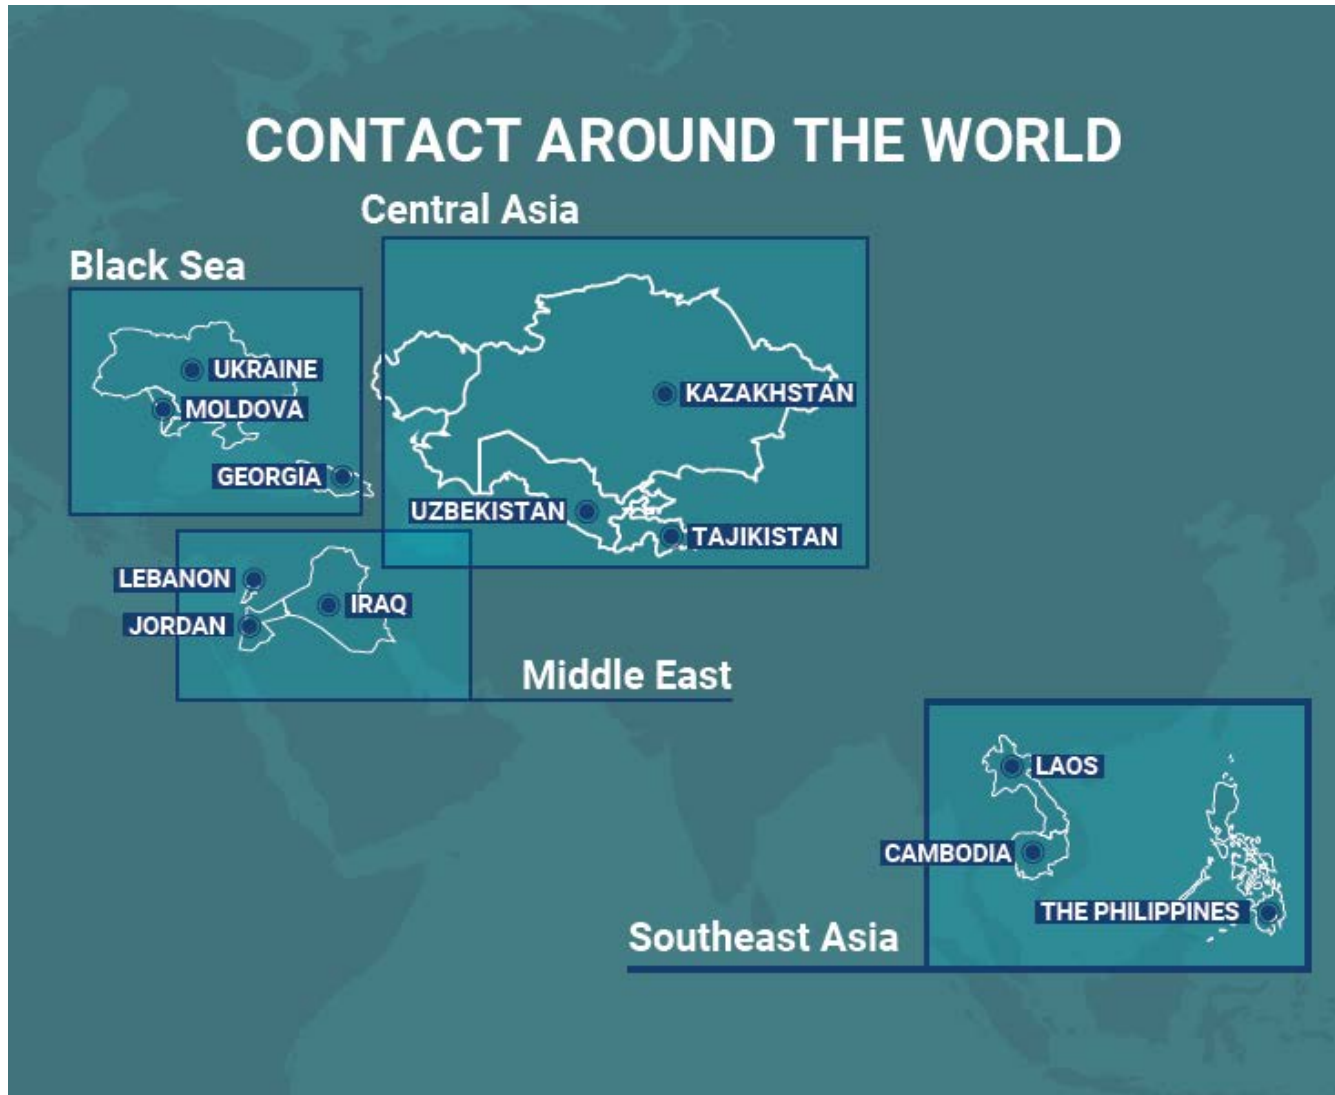 CONTACT AROUND THE WORLD
Central Asia
Black Sea
UKRAINE
MOLDOVA
GEORGIA
KAZAKHSTAN
UZBEKISTAN
TAJIKISTAN
LEBANON
IRAQ
JORDAN
Middle East
LAOS
CAMBODIA
THE PHILIPPINES
Southeast Asia